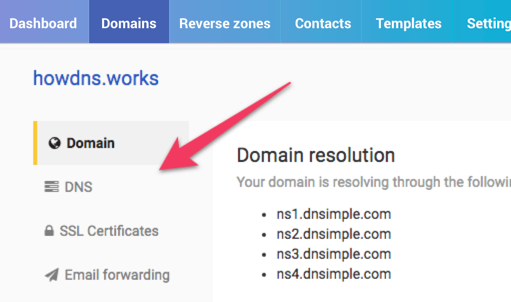 Dashboard Domains Reverse zones Contacts Templates Setting
howdns.works
Domain
DNS
SSL Certificates
Email forwarding
Domain resolution
Your domain is resolving through the followi
ns1.dnsimple.com
ns2.dnsimple.com
ns3.dnsimple.com
ns4.dnsimple.com